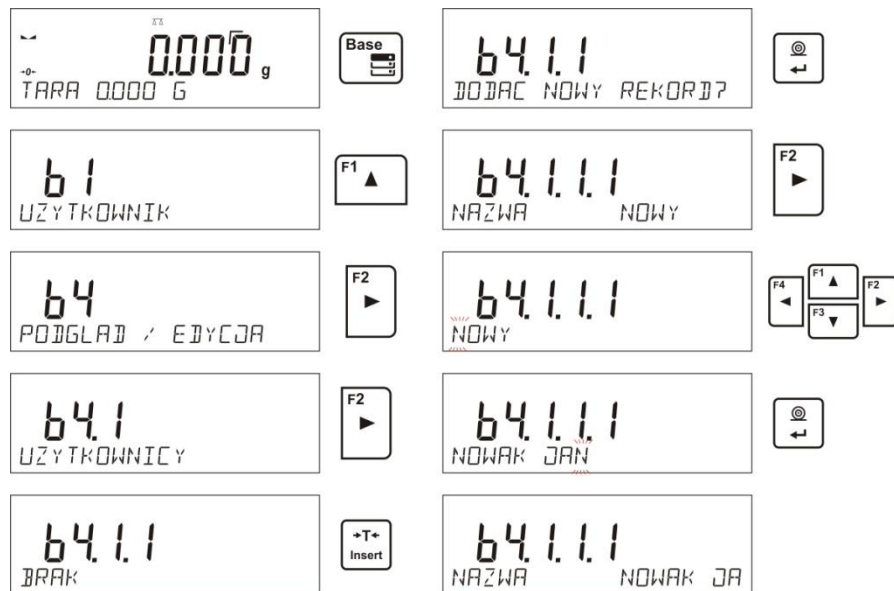 0.000 g
→0←
TARA 0.000 G
Base
b1
UZYTKOWNIK
F1
b4
PODGLAD / EDYCJA
F2
b4.1
UZYTKOWNICY
F2
b4.1.1
BRAK
→T←
Insert
b4.1.1
DODAC NOWY REKORD?
b4.1.1.1
NAZWA NOWY
F2
b4.1.1.1
NOWY
F4
F1
F2
F3
b4.1.1.1
NOWAK JAN
b4.1.1.1
NAZWA NOWAK JA